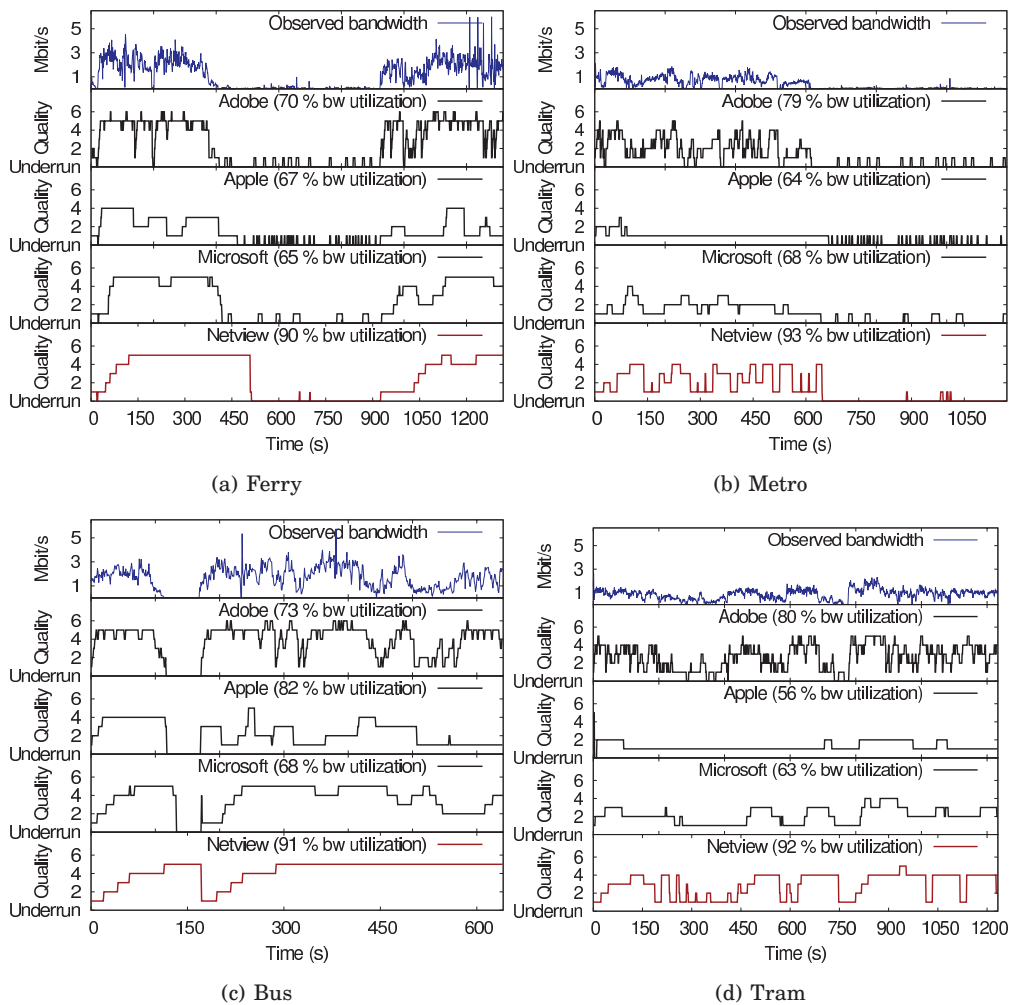 Observed bandwidth
Mbit/s
5
3
1
Adobe (70 % bw utilization)
Quality
6
4
2
Underrun
Apple (67 % bw utilization)
Quality
6
4
2
Underrun
Microsoft (65 % bw utilization)
Quality
6
4
2
Underrun
Netview (90 % bw utilization)
Quality
6
4
2
Underrun
0 150 300 450 600 750 900 1050 1200
Time (s)
(a) Ferry
Observed bandwidth
Mbit/s
5
3
1
Adobe (79 % bw utilization)
Quality
6
4
2
Underrun
Apple (64 % bw utilization)
Quality
6
4
2
Underrun
Microsoft (68 % bw utilization)
Quality
6
4
2
Underrun
Netview (93 % bw utilization)
Quality
6
4
2
Underrun
0 150 300 450 600 750 900 1050
Time (s)
(b) Metro
Observed bandwidth
Mbit/s
5
3
1
Adobe (73 % bw utilization)
Quality
6
4
2
Underrun
Apple (82 % bw utilization)
Quality
6
4
2
Underrun
Microsoft (68 % bw utilization)
Quality
6
4
2
Underrun
Netview (91 % bw utilization)
Quality
6
4
2
Underrun
0 150 300 450 600
Time (s)
(c) Bus
Observed bandwidth
Mbit/s
5
3
1
Adobe (80 % bw utilization)
Quality
6
4
2
Underrun
Apple (56 % bw utilization)
Quality
6
4
2
Underrun
Microsoft (63 % bw utilization)
Quality
6
4
2
Underrun
Netview (92 % bw utilization)
Quality
6
4
2
Underrun
0 150 300 450 600 750 900 1050 1200
Time (s)
(d) Tram